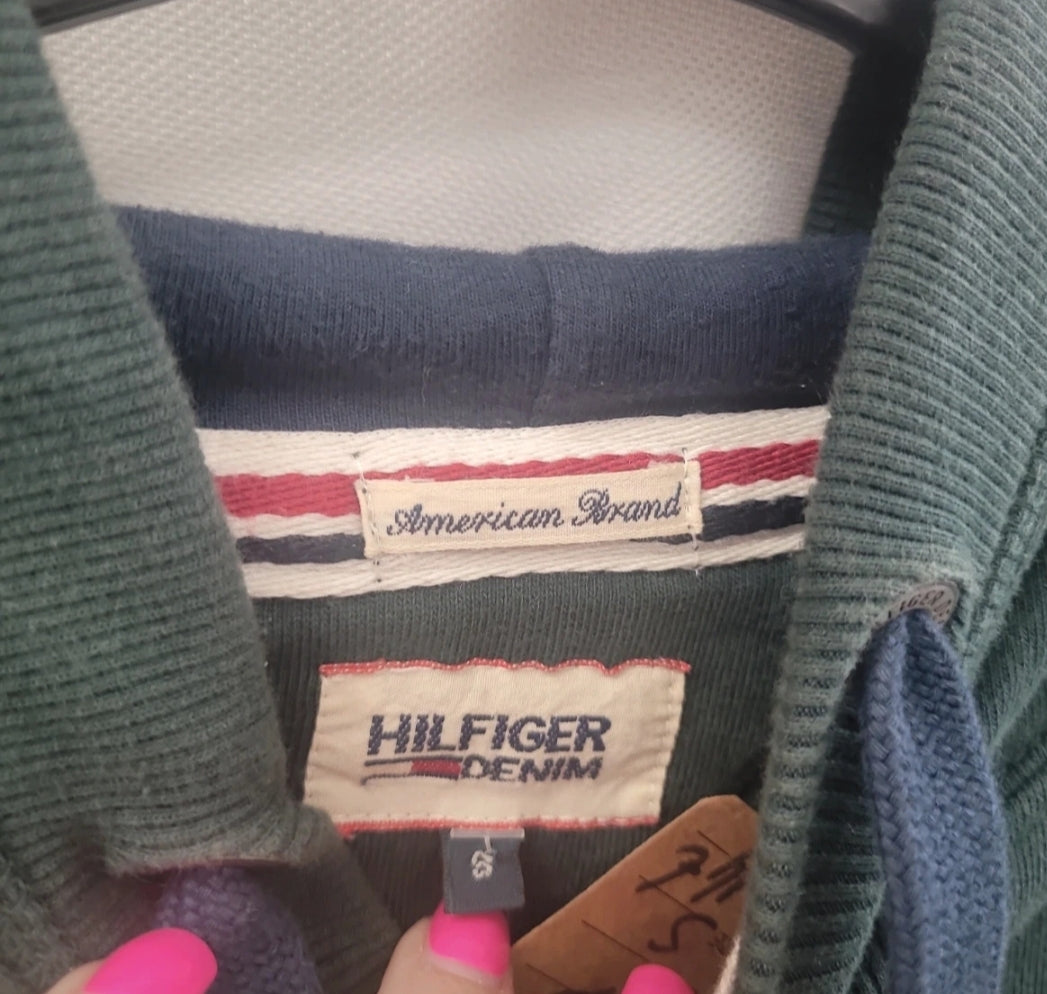 American Brand
HILFIGER
DENIM
S